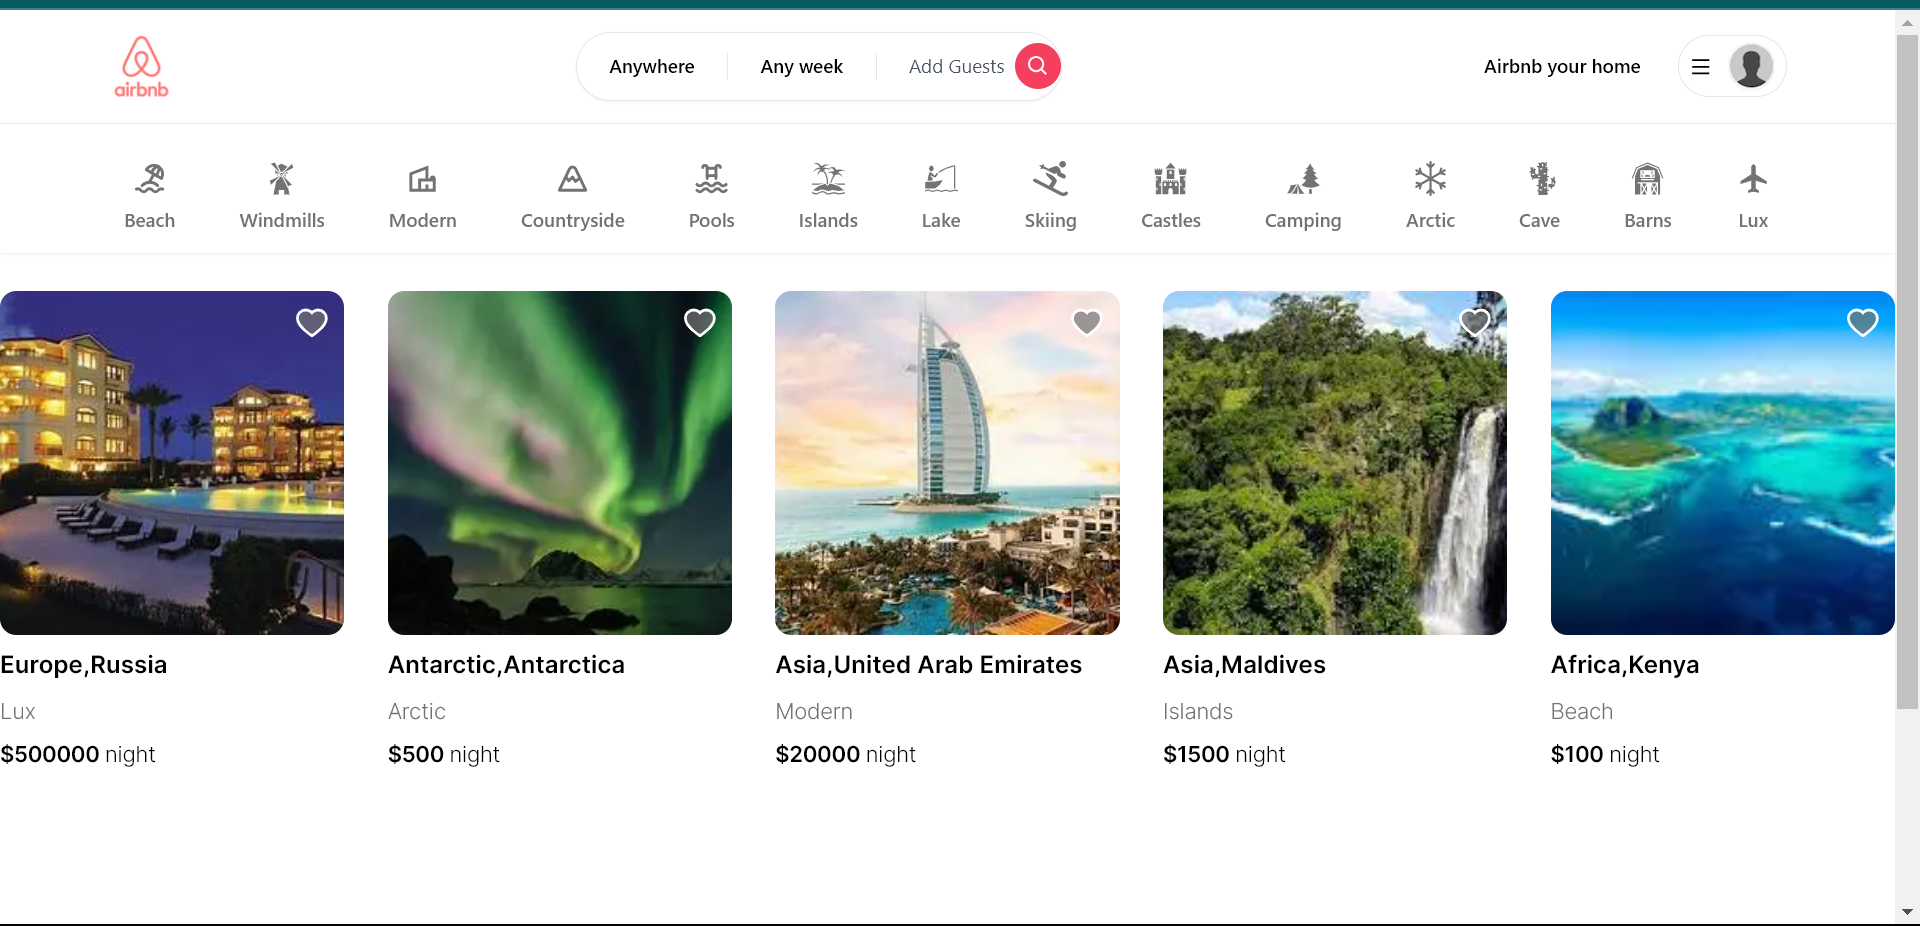 airbnb
Anywhere
Any week
Add Guests
Airbnb your home
Beach
Windmills
Modern
Countryside
Pools
Islands
Lake
Skiing
Castles
Camping
Arctic
Cave
Barns
Lux
Europe,Russia
Lux
$500000 night
Antarctic,Antarctica
Arctic
$500 night
Asia,United Arab Emirates
Modern
$20000 night
Asia,Maldives
Islands
$1500 night
Africa,Kenya
Beach
$100 night